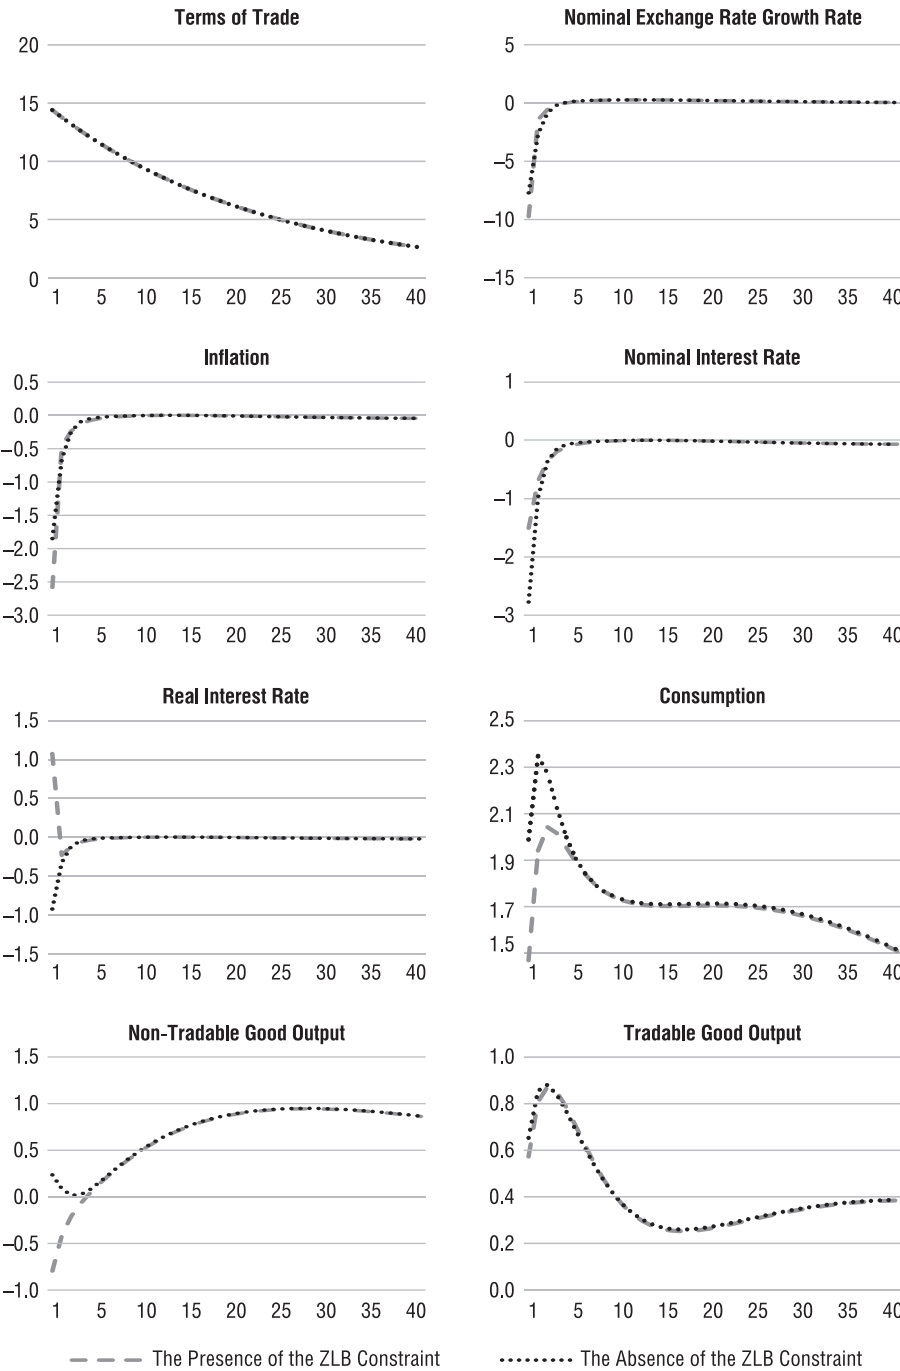 Terms of Trade
20
15
10
5
0
1 5 10 15 20 25 30 35 40
Nominal Exchange Rate Growth Rate
5
0
–5
–10
–15
1 5 10 15 20 25 30 35 40
Inflation
0.5
0.0
–0.5
–1.0
–1.5
–2.0
–2.5
–3.0
1 5 10 15 20 25 30 35 40
Nominal Interest Rate
1
0
–1
–2
–3
1 5 10 15 20 25 30 35 40
Real Interest Rate
1.5
1.0
0.5
0.0
–0.5
–1.0
–1.5
1 5 10 15 20 25 30 35 40
Consumption
2.5
2.3
2.1
1.9
1.7
1.5
1 5 10 15 20 25 30 35 40
Non-Tradable Good Output
1.5
1.0
0.5
0.0
–0.5
–1.0
1 5 10 15 20 25 30 35 40
Tradable Good Output
1.0
0.8
0.6
0.4
0.2
0.0
1 5 10 15 20 25 30 35 40
The Presence of the ZLB Constraint
The Absence of the ZLB Constraint